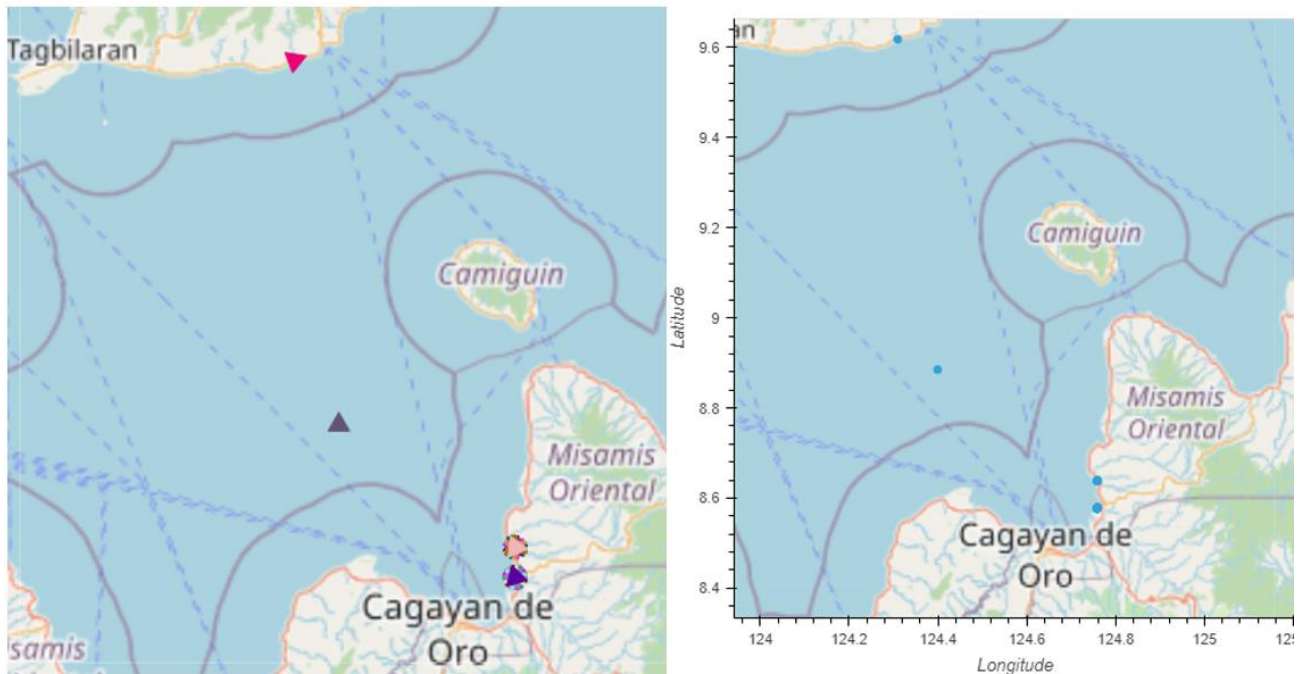 Tagbilaran
Camiguin
Misamis
Oriental
Cagayan de
Oro
samis
an
9.6
9.4
9.2
9
8.8
8.6
8.4
Latitude
Camiguin
Misamis
Oriental
Cagayan de
Oro
124
124.2
124.4
124.6
124.8
125
125
Longitude